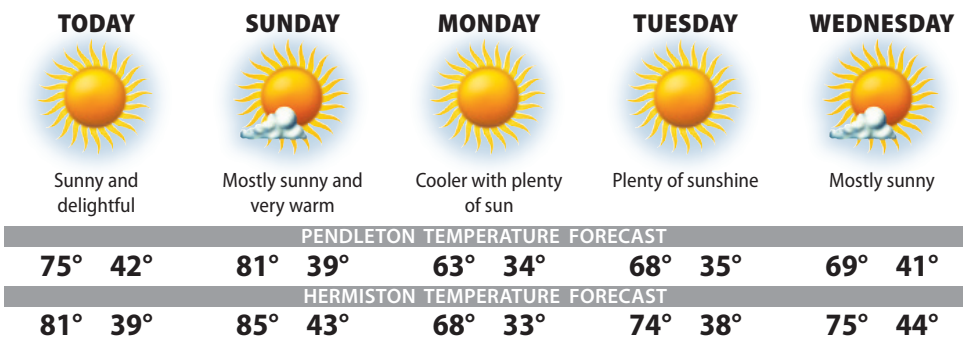 TODAY SUNDAY MONDAY TUESDAY WEDNESDAY
Sunny and delightful
Mostly sunny and very warm
Cooler with plenty of sun
Plenty of sunshine
Mostly sunny
PENDLETON TEMPERATURE FORECAST
75° 42° 81° 39° 63° 34° 68° 35° 69° 41°
HERMISTON TEMPERATURE FORECAST
81° 39° 85° 43° 68° 33° 74° 38° 75° 44°